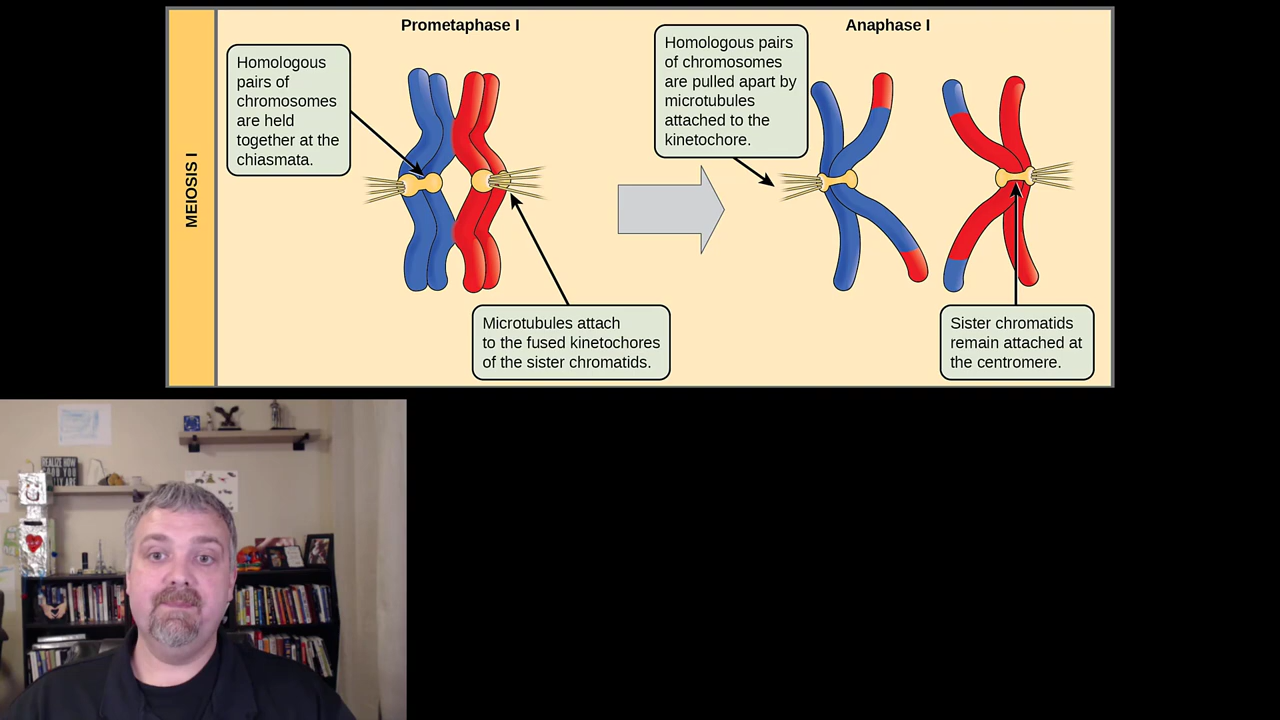 Prometaphase I
Anaphase I
MEIOSIS I
Homologous
pairs of
chromosomes
are held
together at the
chiasmata.
Homologous pairs
of chromosomes
are pulled apart by
microtubules
attached to the
kinetochore.
Microtubules attach
to the fused kinetochores
of the sister chromatids.
Sister chromatids
remain attached at
the centromere.
REALIZE HOW